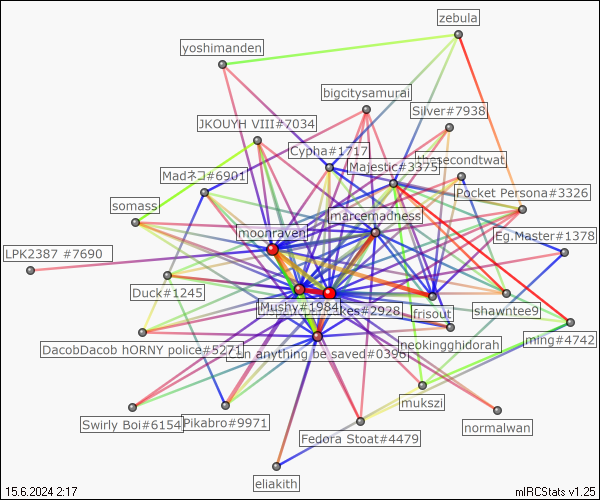 zebula
yoshimanden
bigcitysamurai
Silver#7938
JKOUYH VIII#7034
Cypha#1717
thesecondtwat
Majestic#3375
Madネコ#6901
Pocket Persona#3326
somass
marcemadness
moonraven
Eg.Master#1378
LPK2387 #7690
Duck#1245
Mushy#1984
kes#2928
frisout
shawntee9
ming#4742
neokingghidorah
DacobDacob hORNY police#5271
n anything be saved#0396
mukszi
Swirly Boi#6154
Pikabro#9971
normalwan
Fedora Stoat#4479
eliakith
15.6.2024 2:17
mIRCStats v1.25